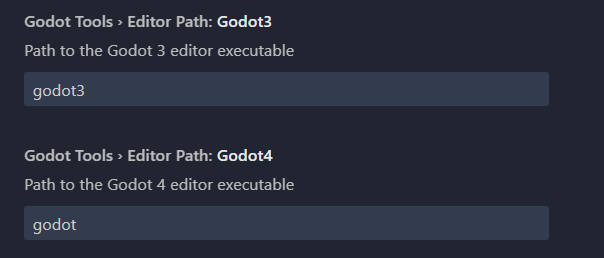 Godot Tools › Editor Path: Godot3
Path to the Godot 3 editor executable
godot3
Godot Tools › Editor Path: Godot4
Path to the Godot 4 editor executable
godot